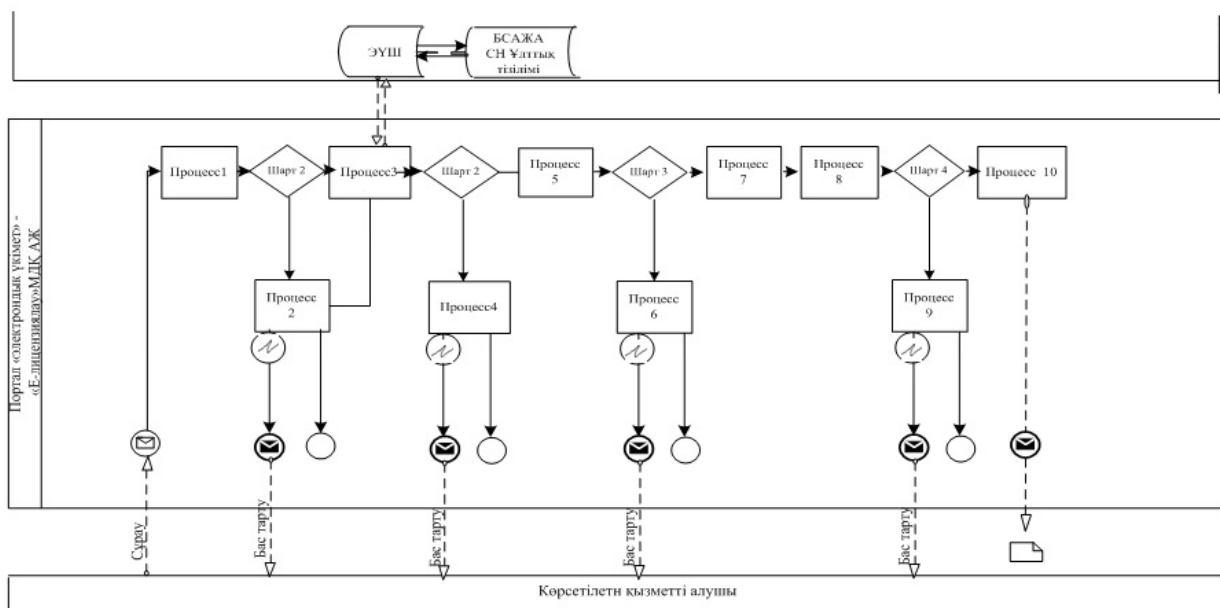 ЭҮШ
БСАЖА
СН Ұлттық
тізілімі
Портал «электрондық үкімет» -
«Е-лицензиялау»МДҚ АЖ
Процесс1
Шарт 2
Процесс3
Шарт 2
Процесс
5
Шарт 3
Процесс
7
Процесс
8
Шарт 4
Процесс 10
Процесс
2
Процесс4
Процесс
6
Процесс
9
Сұрау
Бас тарту
Бас тарту
Бас тарту
Бас тарту
Көрсетілетн қызметті алушы